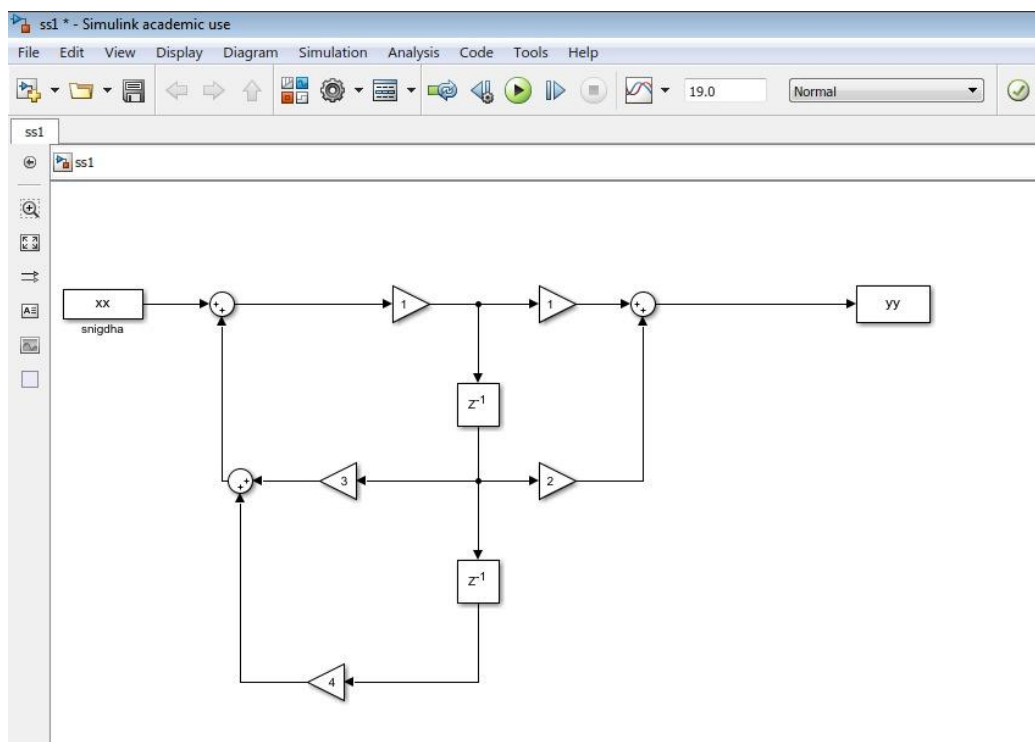 ss1 * - Simulink academic use
File Edit View Display Diagram Simulation Analysis Code Tools Help
19.0 Normal
ss1
ss1
xx 1 1 yy
snigdha
Z⁻¹
3 2
Z⁻¹
4